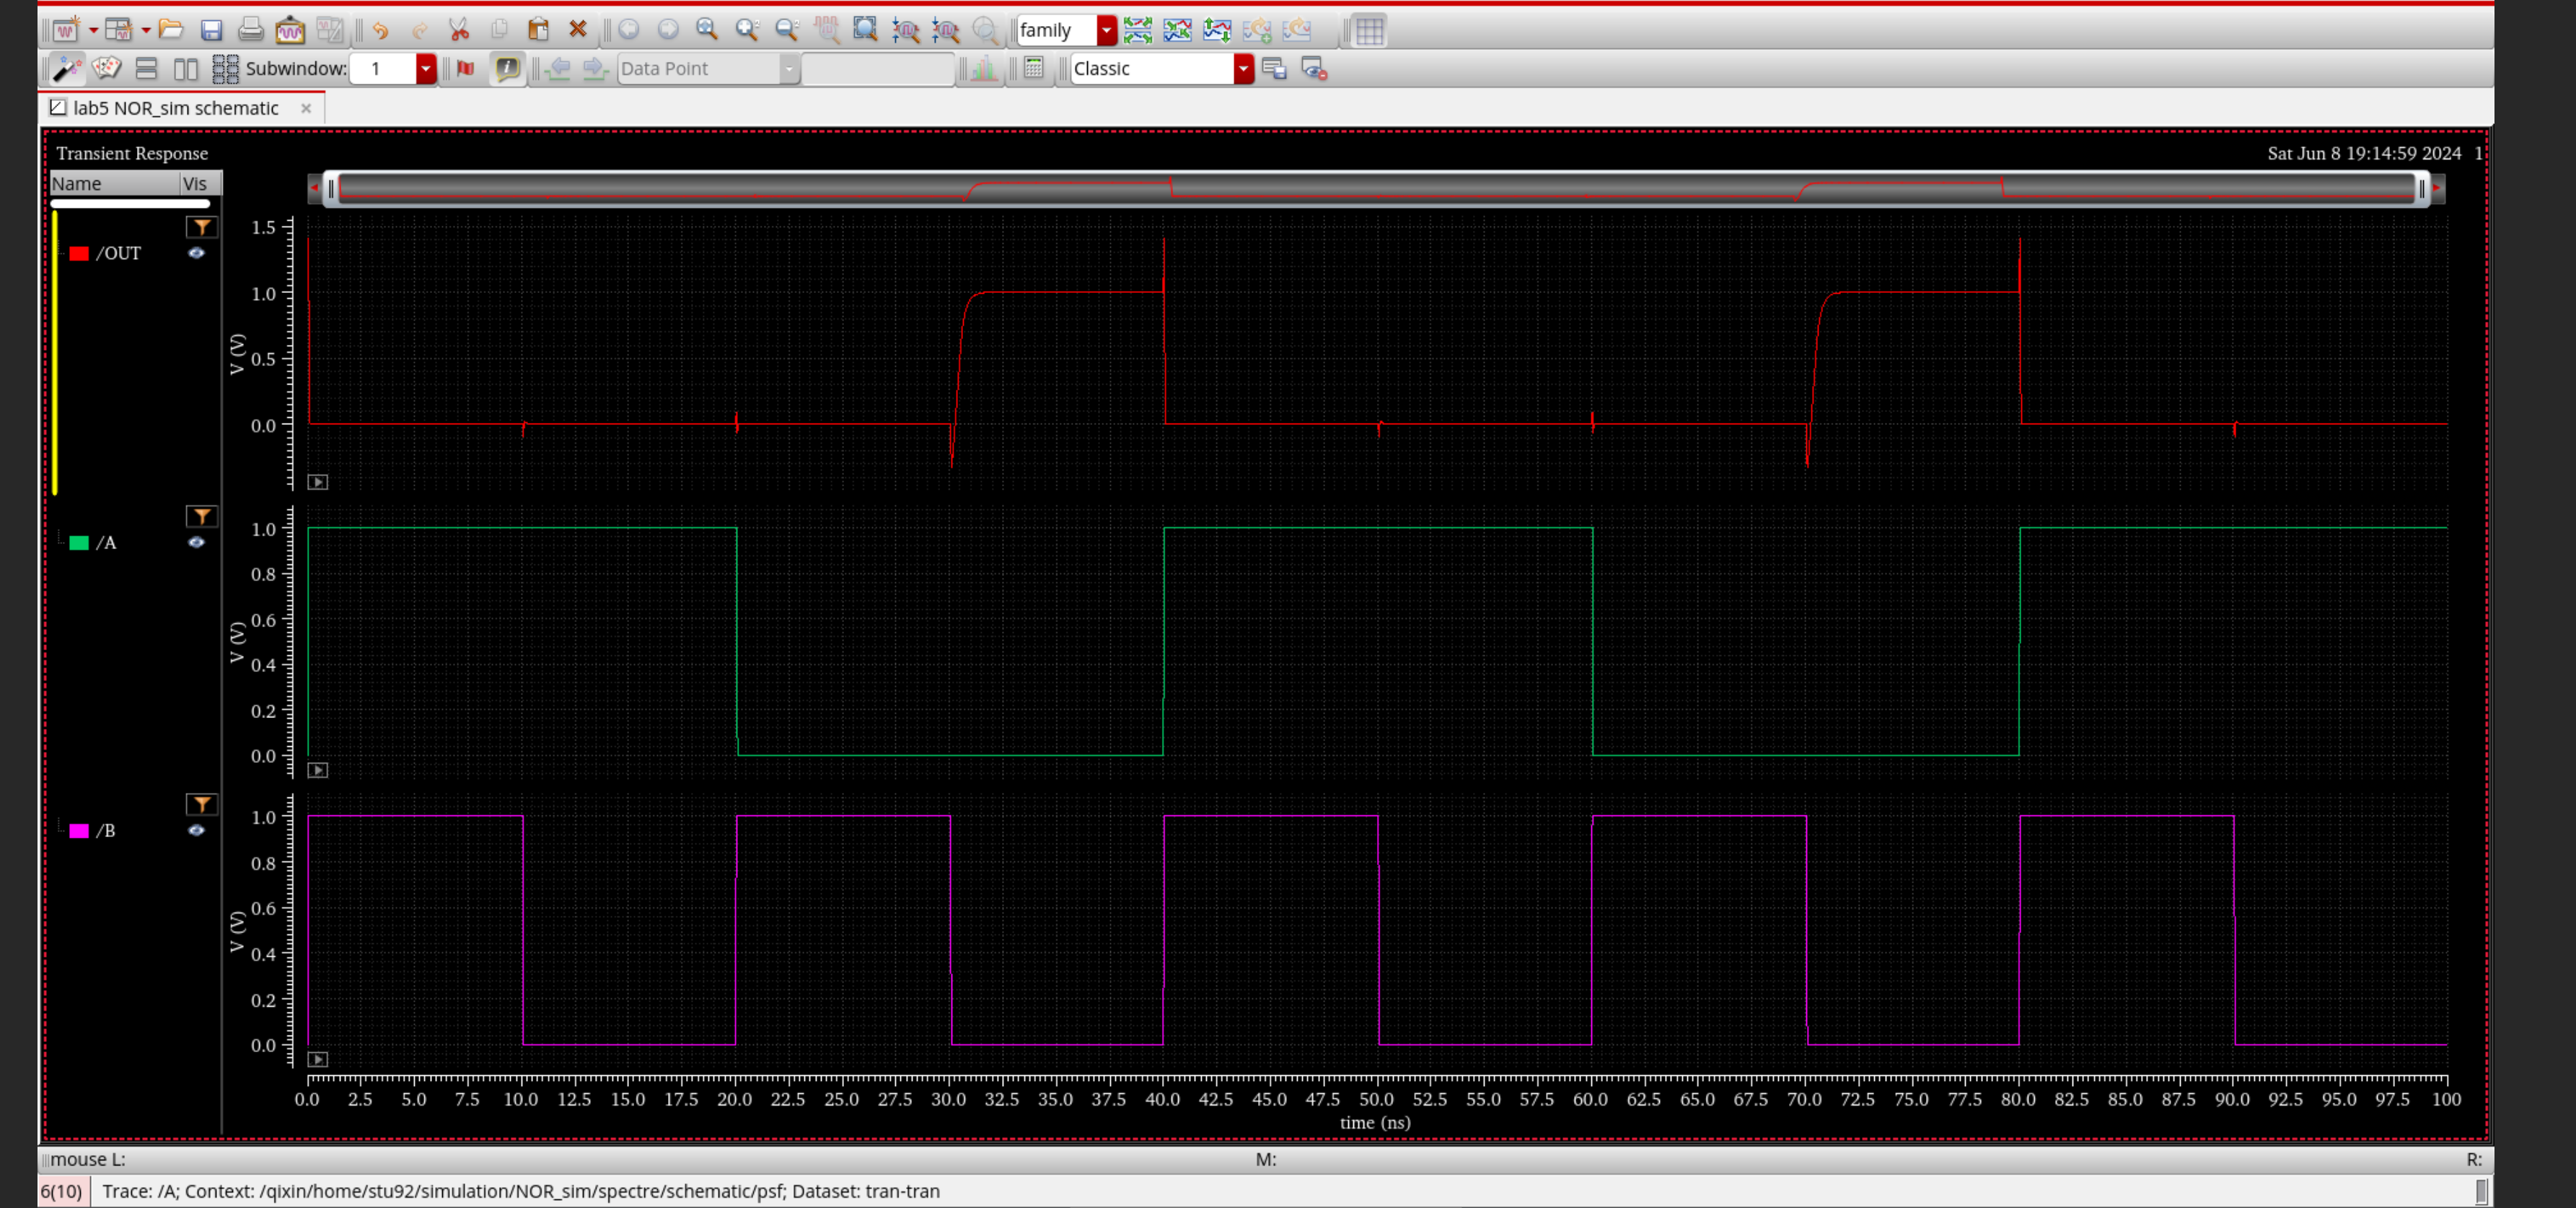 family
Subwindow: 1 Data Point Classic
lab5 NOR_sim schematic
Transient Response Sat Jun 8 19:14:59 2024 1
Name Vis
/OUT
1.5
1.0
0.5
0.0
V (V)
/A
1.0
0.8
0.6
0.4
0.2
0.0
V (V)
/B
1.0
0.8
0.6
0.4
0.2
0.0
V (V)
0.0 2.5 5.0 7.5 10.0 12.5 15.0 17.5 20.0 22.5 25.0 27.5 30.0 32.5 35.0 37.5 40.0 42.5 45.0 47.5 50.0 52.5 55.0 57.5 60.0 62.5 65.0 67.5 70.0 72.5 75.0 77.5 80.0 82.5 85.0 87.5 90.0 92.5 95.0 97.5 100
time (ns)
mouse L: M: R:
6(10) Trace: /A; Context: /qixin/home/stu92/simulation/NOR_sim/spectre/schematic/psf; Dataset: tran-tran